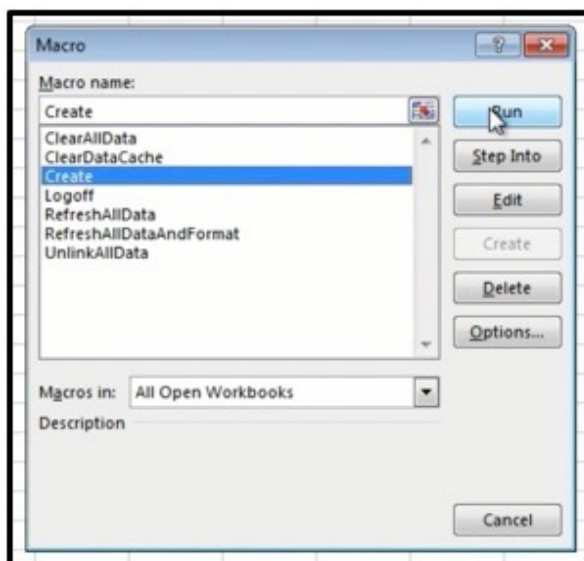 Macro
Macro name:
Create
Run
ClearAllData
ClearDataCache
Create
Logoff
RefreshAllData
RefreshAllDataAndFormat
UnlinkAllData
Step Into
Edit
Create
Delete
Options...
Macros in: All Open Workbooks
Description
Cancel